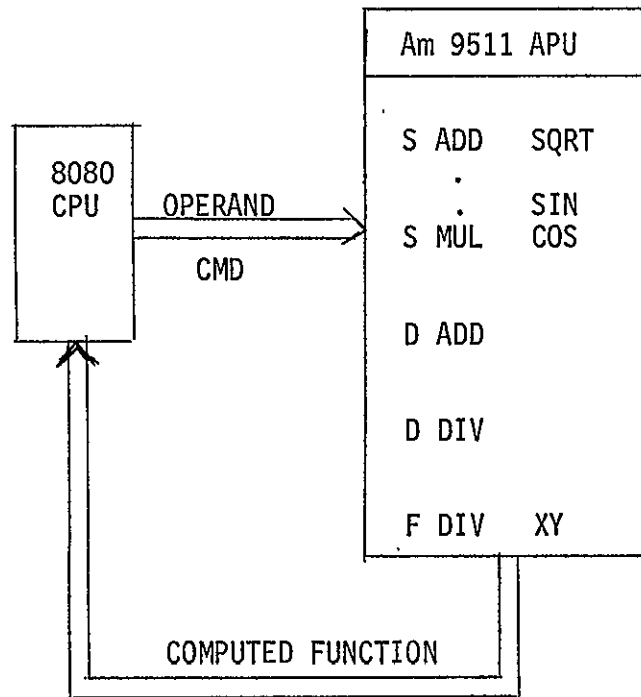 Am 9511 APU
8080
CPU
OPERAND
CMD
S ADD SQRT
. SIN
.
S MUL COS
D ADD
D DIV
F DIV XY
COMPUTED FUNCTION